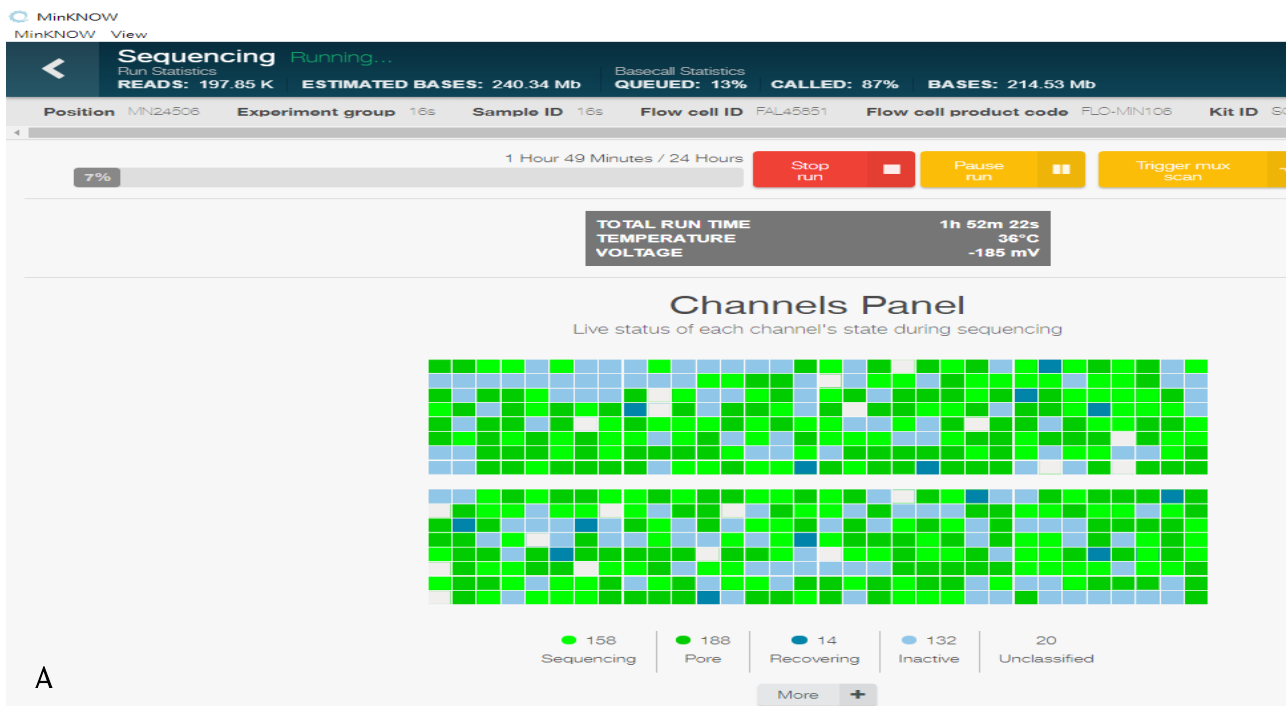 MinKNOW
MinKNOW View
Sequencing Running...
Run Statistics Basecall Statistics
READS: 197.85 K ESTIMATED BASES: 240.34 Mb QUEUED: 13% CALLED: 87% BASES: 214.53 Mb
Position MN24506 Experiment group 16s Sample ID 16s Flow cell ID FAL45851 Flow cell product code FLO-MIN106 Kit ID
1 Hour 49 Minutes / 24 Hours
7%
Stop
run
Pause
run
Trigger mux
scan
TOTAL RUN TIME 1h 52m 22s
TEMPERATURE 36°C
VOLTAGE -185 mV
Channels Panel
Live status of each channel's state during sequencing
158 188 14 132 20
Sequencing Pore Recovering Inactive Unclassified
A
More +